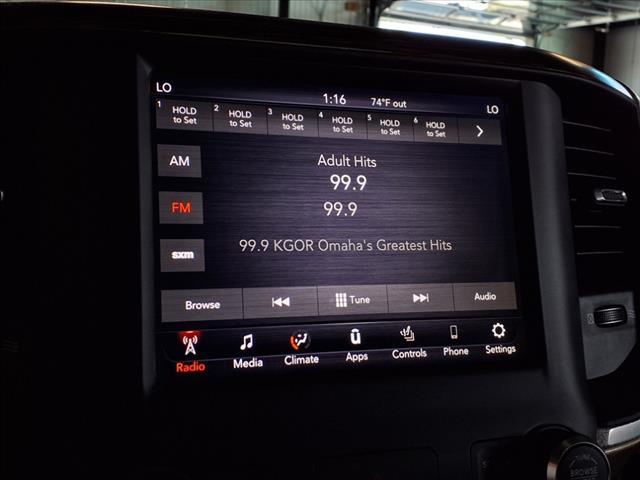 LO
1:16 74°F out
LO
1 HOLD to Set
2 HOLD to Set
3 HOLD to Set
4 HOLD to Set
5 HOLD to Set
6 HOLD to Set
AM
Adult Hits
99.9
FM
99.9
sxm
99.9 KGOR Omaha's Greatest Hits
Browse
Tune
Audio
Radio
Media
Climate
Apps
Controls
Phone
Settings
TUNE
BROWSE